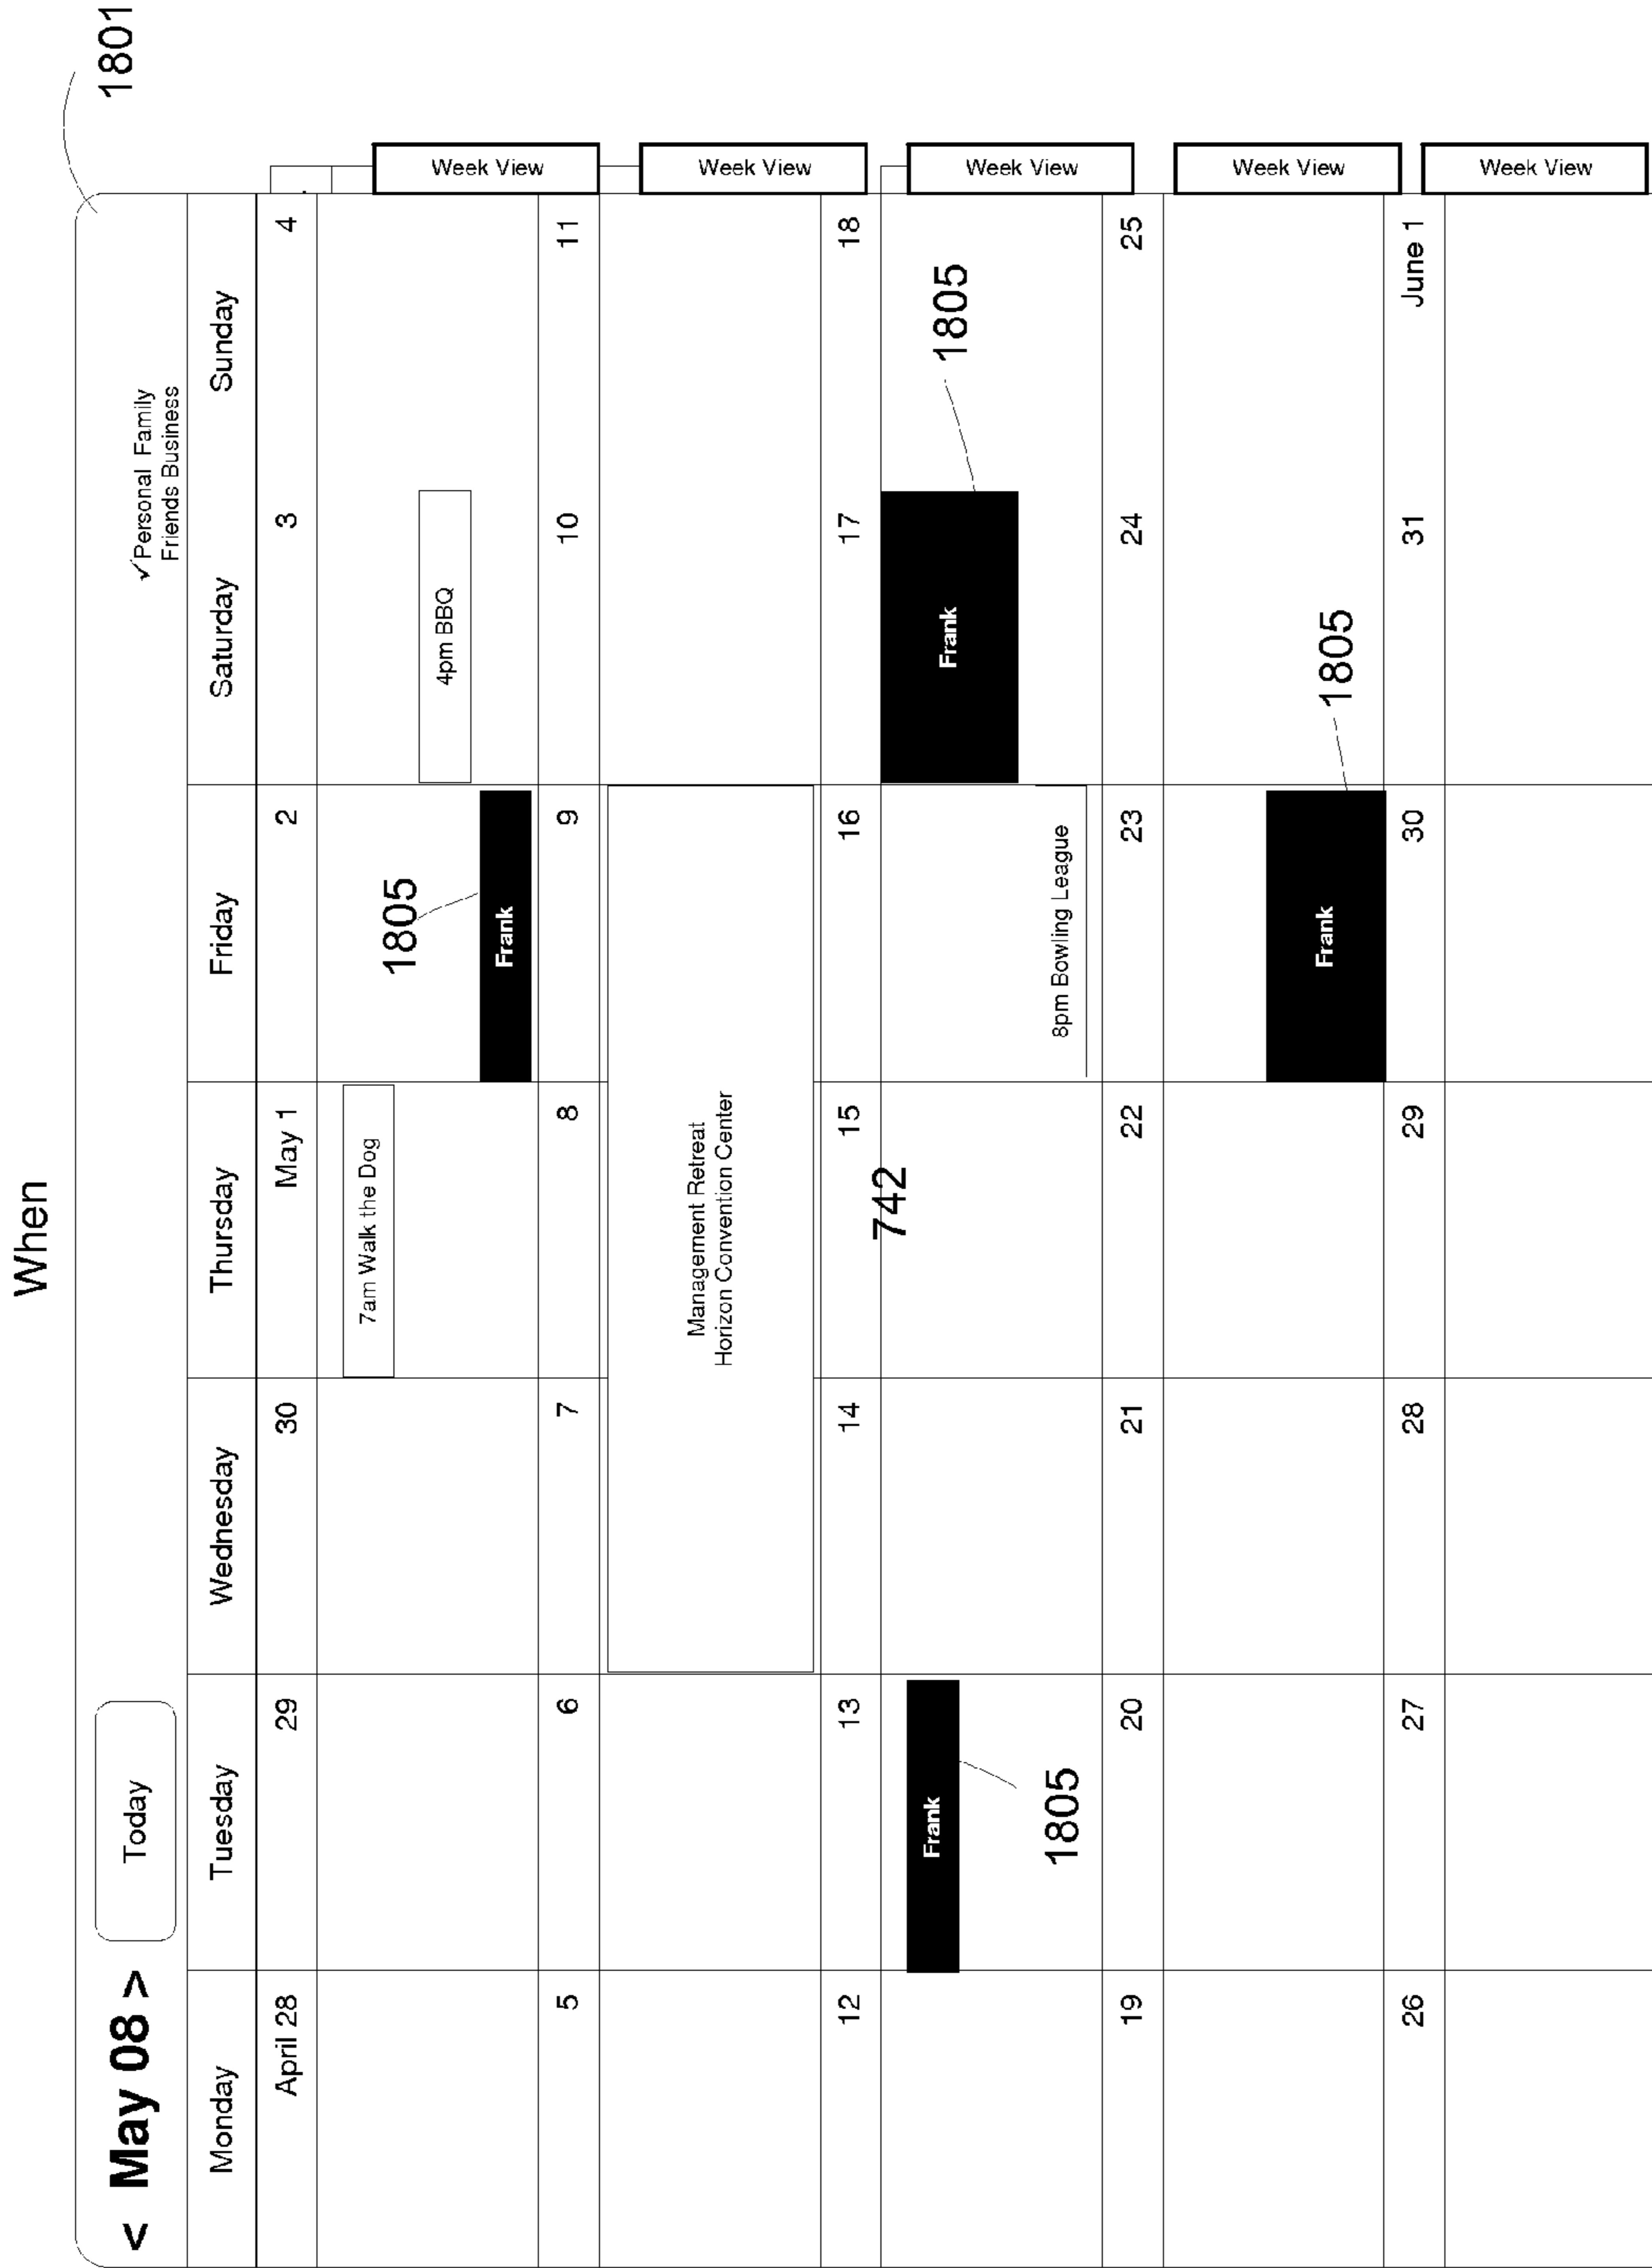 When
1801
< May 08 >
Today
✓Personal Family
Friends Business
Monday Tuesday Wednesday Thursday Friday Saturday Sunday
April 28 29 30 May 1 2 3 4
7am Walk the Dog
1805
Frank
4pm BBQ
Week View
5 6 7 8 9 10 11
Management Retreat
Horizon Convention Center
Week View
12 13 14 15 16 17 18
742
Frank
1805
8pm Bowling League
Frank
1805
Week View
19 20 21 22 23 24 25
Frank
1805
Week View
26 27 28 29 30 31 June 1
Week View